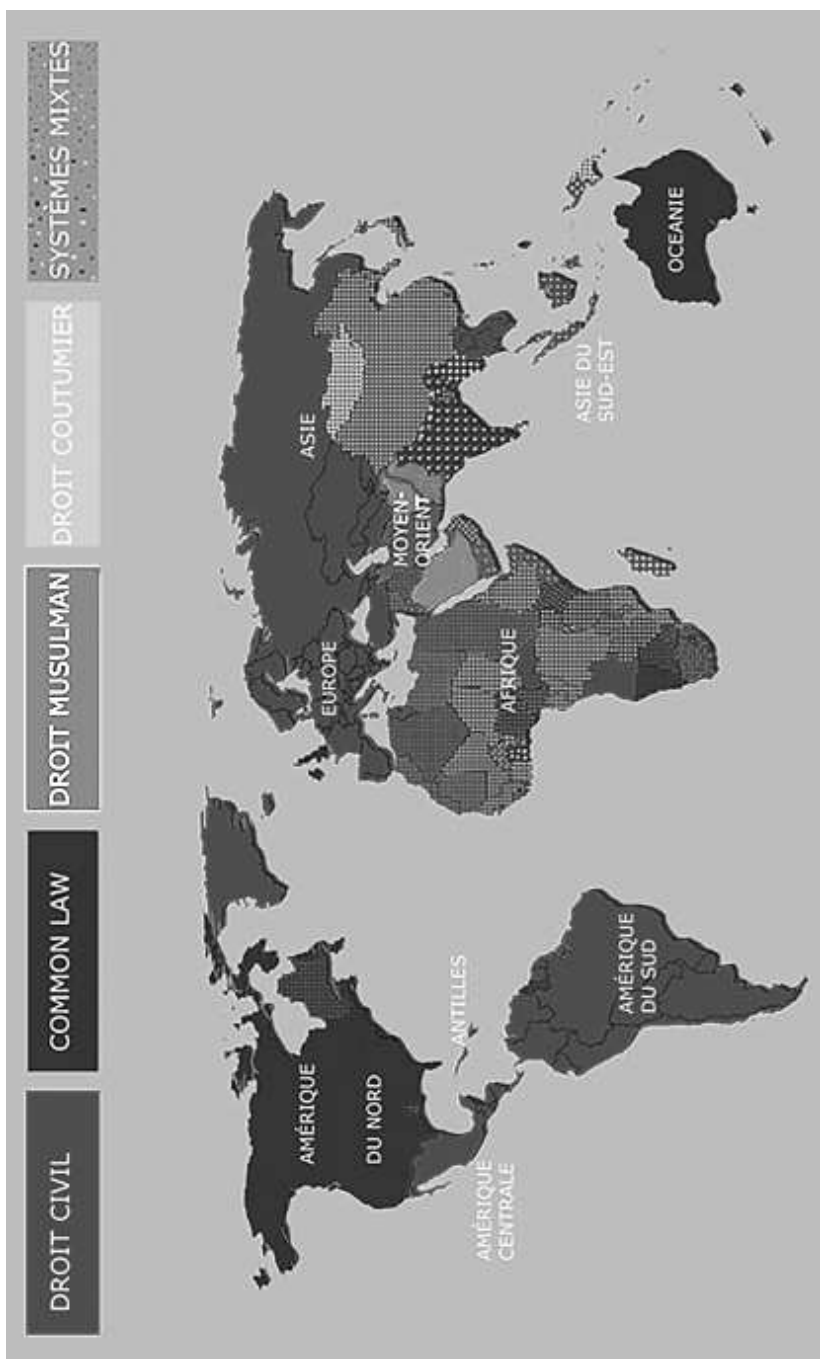 DROIT CIVIL
COMMON LAW
DROIT MUSULMAN
DROIT COUTUMIER
SYSTÈMES MIXTES
AMÉRIQUE
DU NORD
AMÉRIQUE
CENTRALE
ANTILLES
AMÉRIQUE
DU SUD
EUROPE
AFRIQUE
MOYEN-
ORIENT
ASIE
ASIE DU
SUD-EST
OCEANIE